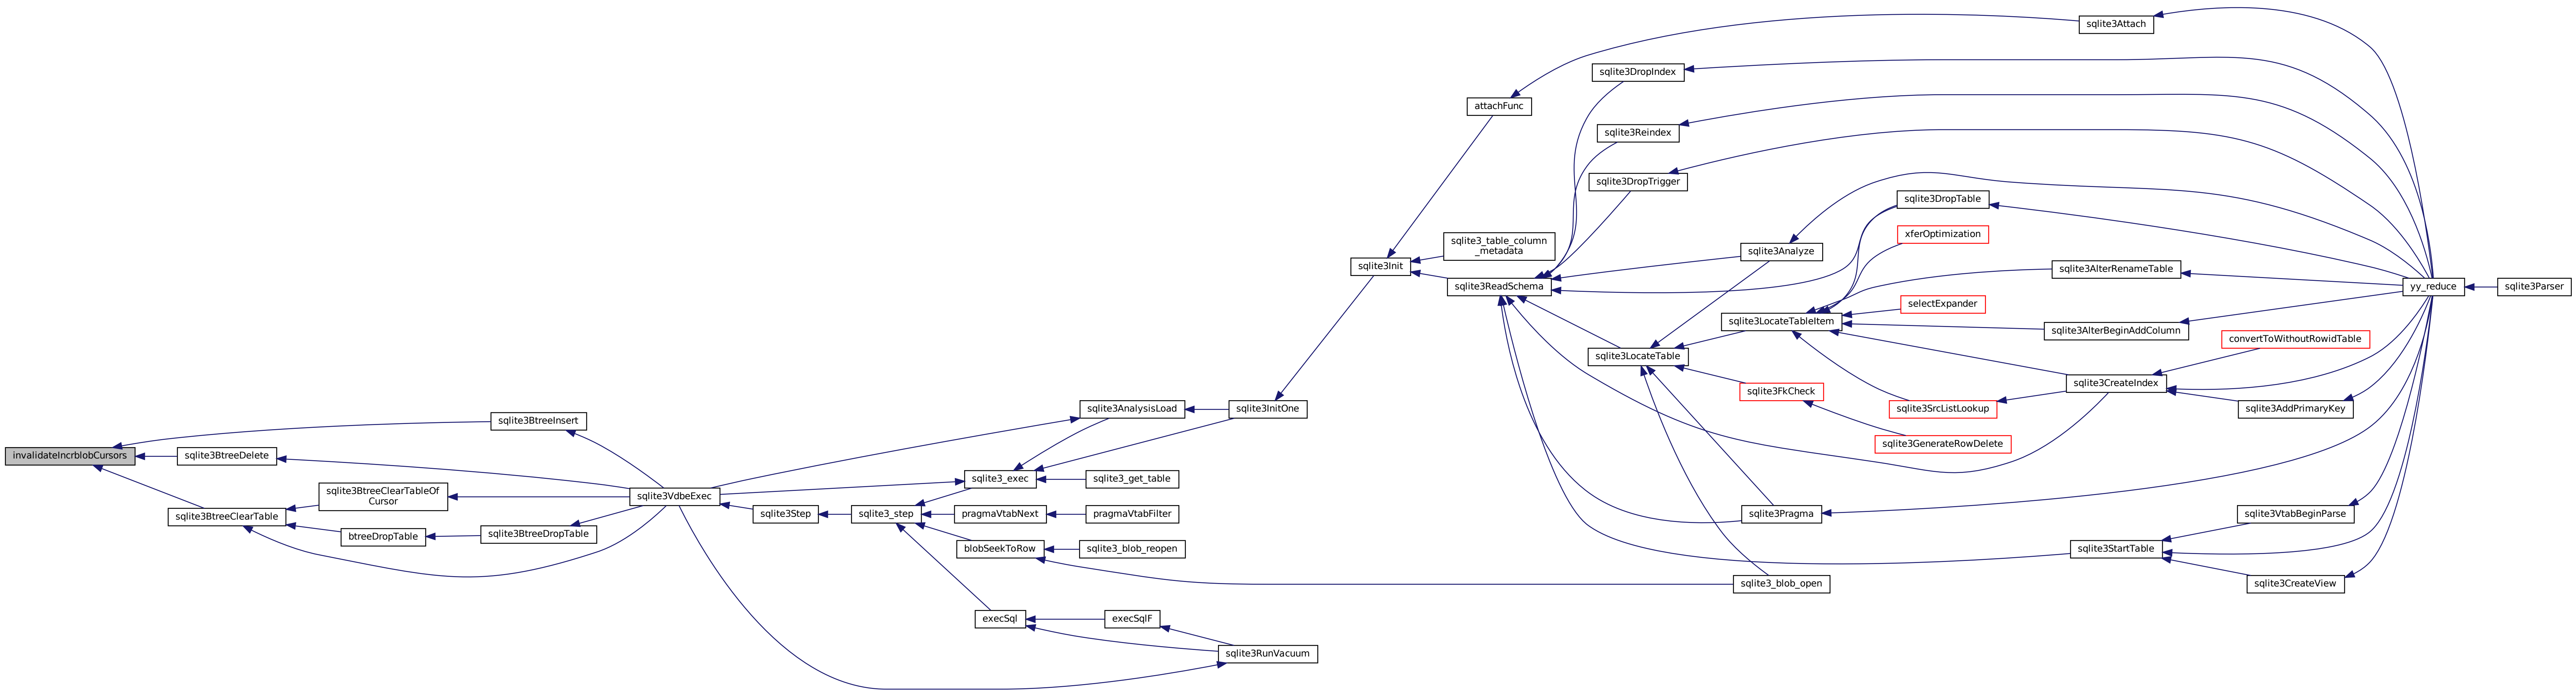 sqlite3Attach
sqlite3DropIndex
attachFunc
sqlite3Reindex
sqlite3DropTrigger
sqlite3DropTable
xferOptimization
sqlite3_table_column
_metadata
sqlite3Analyze
sqlite3Init
sqlite3AlterRenameTable
sqlite3ReadSchema
yy_reduce
sqlite3Parser
selectExpander
sqlite3LocateTableItem
sqlite3AlterBeginAddColumn
convertToWithoutRowidTable
sqlite3LocateTable
sqlite3CreateIndex
sqlite3FkCheck
sqlite3AnalysisLoad
sqlite3InitOne
sqlite3SrcListLookup
sqlite3AddPrimaryKey
sqlite3BtreeInsert
sqlite3GenerateRowDelete
invalidateIncrblobCursors
sqlite3BtreeDelete
sqlite3_exec
sqlite3_get_table
sqlite3BtreeClearTableOf
Cursor
sqlite3VdbeExec
sqlite3BtreeClearTable
sqlite3Step
sqlite3_step
pragmaVtabNext
pragmaVtabFilter
sqlite3Pragma
sqlite3VtabBeginParse
btreeDropTable
sqlite3BtreeDropTable
blobSeekToRow
sqlite3_blob_reopen
sqlite3StartTable
sqlite3_blob_open
sqlite3CreateView
execSql
execSqlF
sqlite3RunVacuum